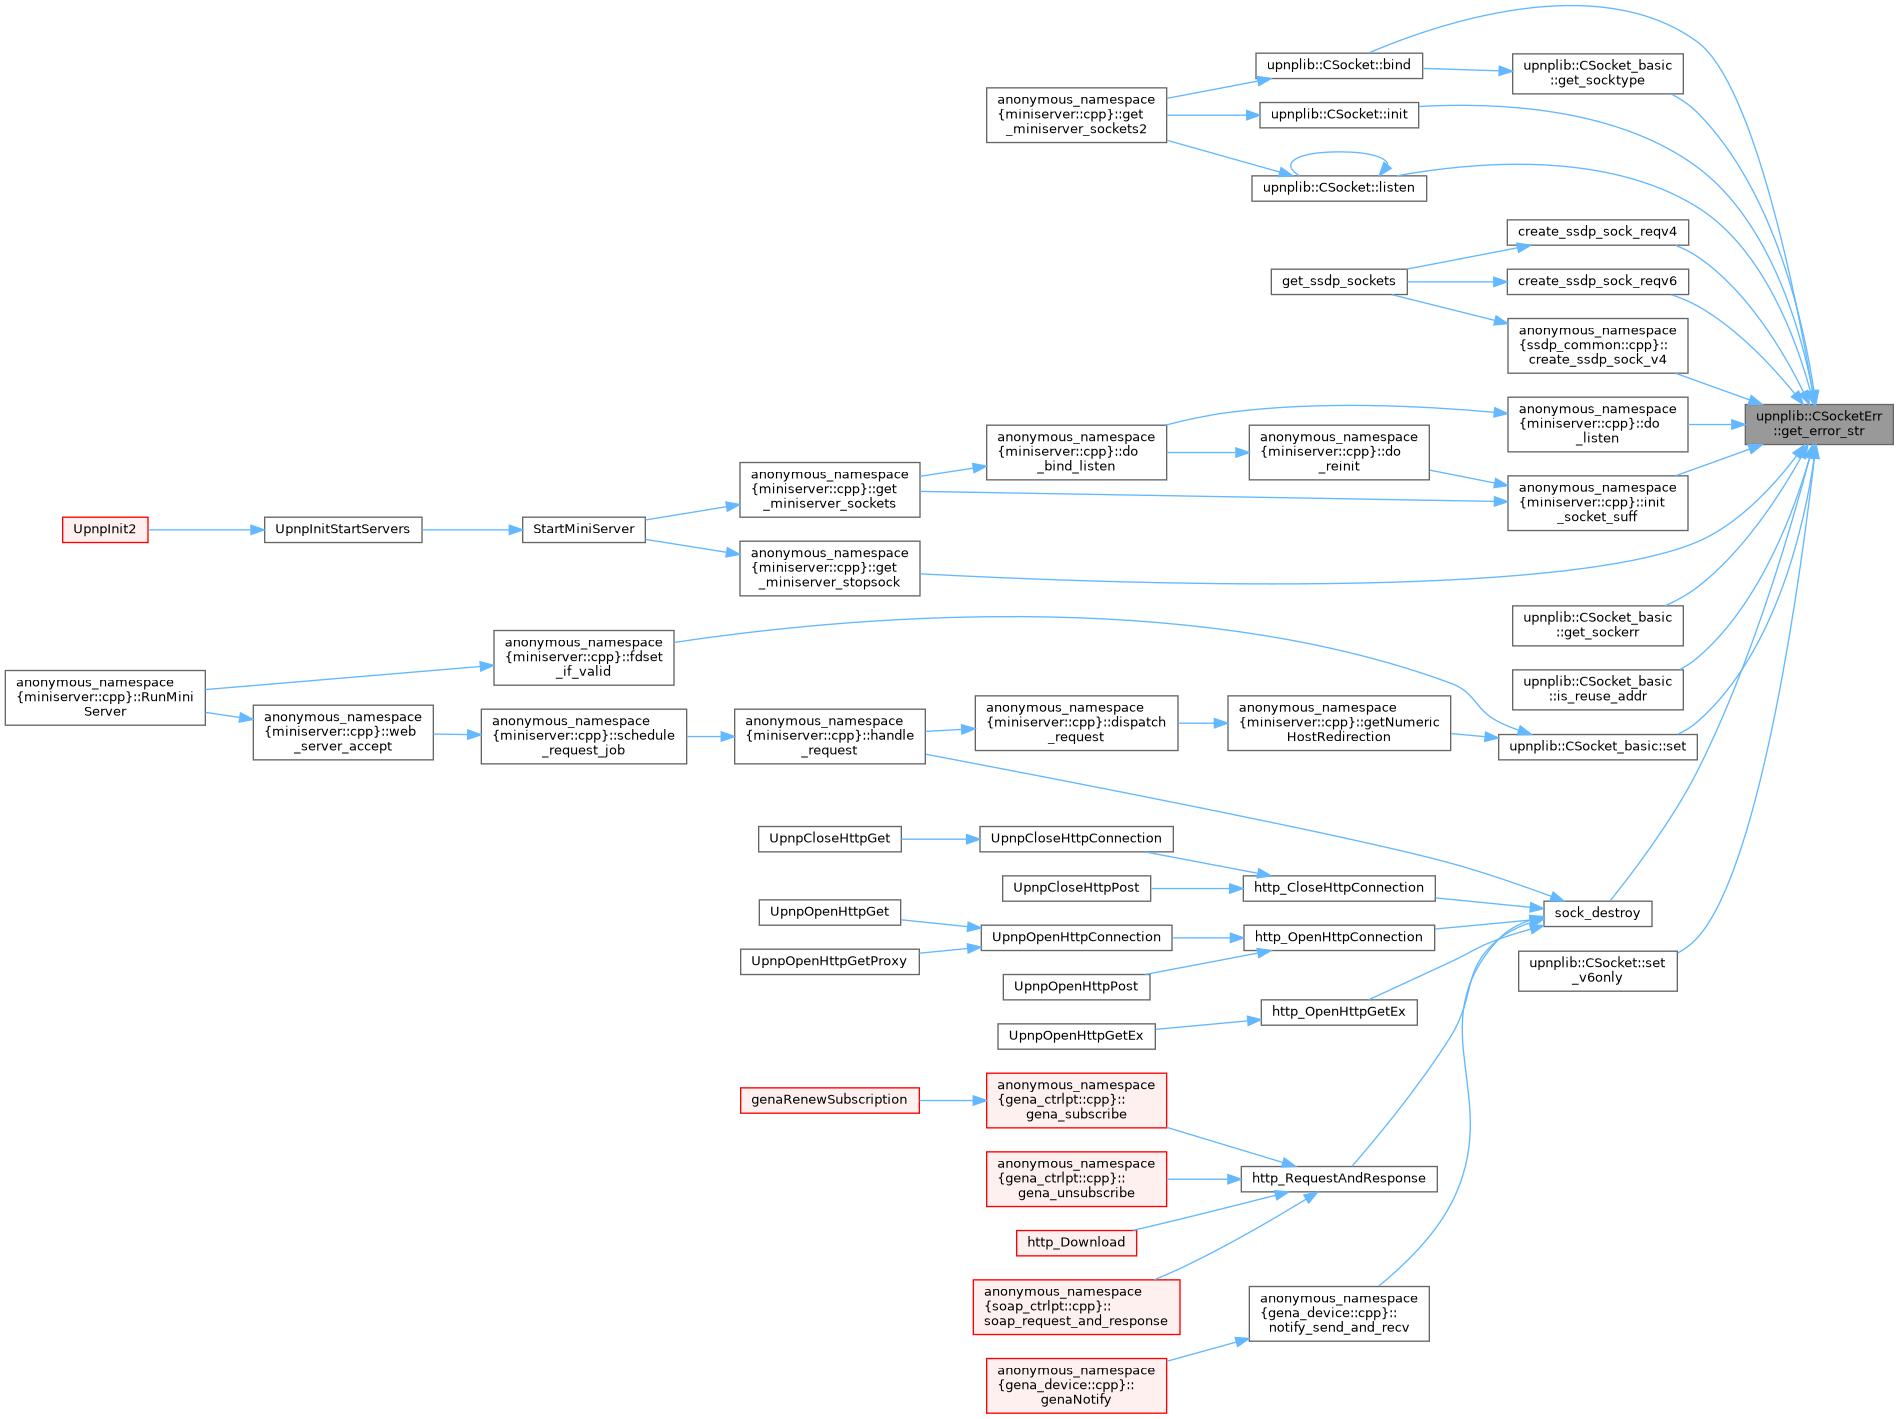 upnplib::CSocket::bind
upnplib::CSocket_basic
::get_socktype
anonymous_namespace
{miniserver::cpp}::get
_miniserver_sockets2
upnplib::CSocket::init
upnplib::CSocket::listen
create_ssdp_sock_reqv4
get_ssdp_sockets
create_ssdp_sock_reqv6
anonymous_namespace
{ssdp_common::cpp}::
create_ssdp_sock_v4
upnplib::CSocketErr
::get_error_str
anonymous_namespace
{miniserver::cpp}::do
_listen
anonymous_namespace
{miniserver::cpp}::do
_bind_listen
anonymous_namespace
{miniserver::cpp}::do
_reinit
anonymous_namespace
{miniserver::cpp}::get
_miniserver_sockets
anonymous_namespace
{miniserver::cpp}::init
_socket_suff
UpnpInit2
UpnpInitStartServers
StartMiniServer
anonymous_namespace
{miniserver::cpp}::get
_miniserver_stopsock
upnplib::CSocket_basic
::get_sockerr
anonymous_namespace
{miniserver::cpp}::fdset
_if_valid
upnplib::CSocket_basic
::is_reuse_addr
anonymous_namespace
{miniserver::cpp}::RunMini
Server
anonymous_namespace
{miniserver::cpp}::web
_server_accept
anonymous_namespace
{miniserver::cpp}::schedule
_request_job
anonymous_namespace
{miniserver::cpp}::handle
_request
anonymous_namespace
{miniserver::cpp}::dispatch
_request
anonymous_namespace
{miniserver::cpp}::getNumeric
HostRedirection
upnplib::CSocket_basic::set
UpnpCloseHttpGet
UpnpCloseHttpConnection
UpnpCloseHttpPost
http_CloseHttpConnection
UpnpOpenHttpGet
sock_destroy
UpnpOpenHttpConnection
http_OpenHttpConnection
UpnpOpenHttpGetProxy
upnplib::CSocket::set
_v6only
UpnpOpenHttpPost
http_OpenHttpGetEx
UpnpOpenHttpGetEx
genaRenewSubscription
anonymous_namespace
{gena_ctrlpt::cpp}::
gena_subscribe
anonymous_namespace
{gena_ctrlpt::cpp}::
gena_unsubscribe
http_RequestAndResponse
http_Download
anonymous_namespace
{soap_ctrlpt::cpp}::
soap_request_and_response
anonymous_namespace
{gena_device::cpp}::
notify_send_and_recv
anonymous_namespace
{gena_device::cpp}::
genaNotify